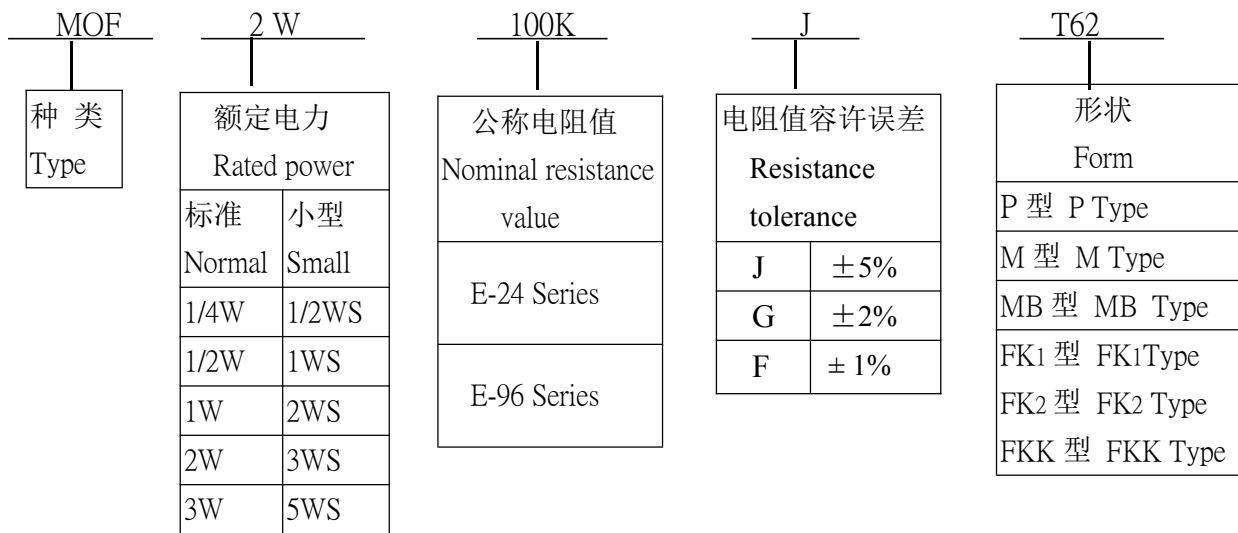 MOF 2 W 100K J T62
种 类
Type
额定电力
Rated power
标准 小型
Normal Small
1/4W 1/2WS
1/2W 1WS
1W 2WS
2W 3WS
3W 5WS
公称电阻值
Nominal resistance
value
E-24 Series
E-96 Series
电阻值容许误差
Resistance
tolerance
J ±5%
G ±2%
F ± 1%
形状
Form
P 型 P Type
M 型 M Type
MB 型 MB Type
FK1 型 FK1Type
FK2 型 FK2 Type
FKK 型 FKK Type